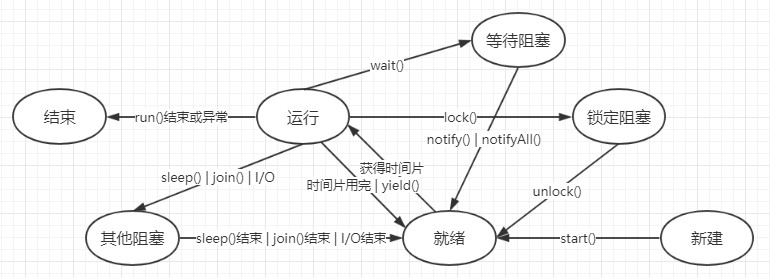 等待阻塞
wait()
结束
run()结束或异常
运行
lock()
锁定阻塞
notify() | notifyAll()
获得时间片
sleep() | join() | I/O
时间片用完 | yield()
unlock()
其他阻塞
sleep()结束 | join()结束 | I/O结束
就绪
start()
新建